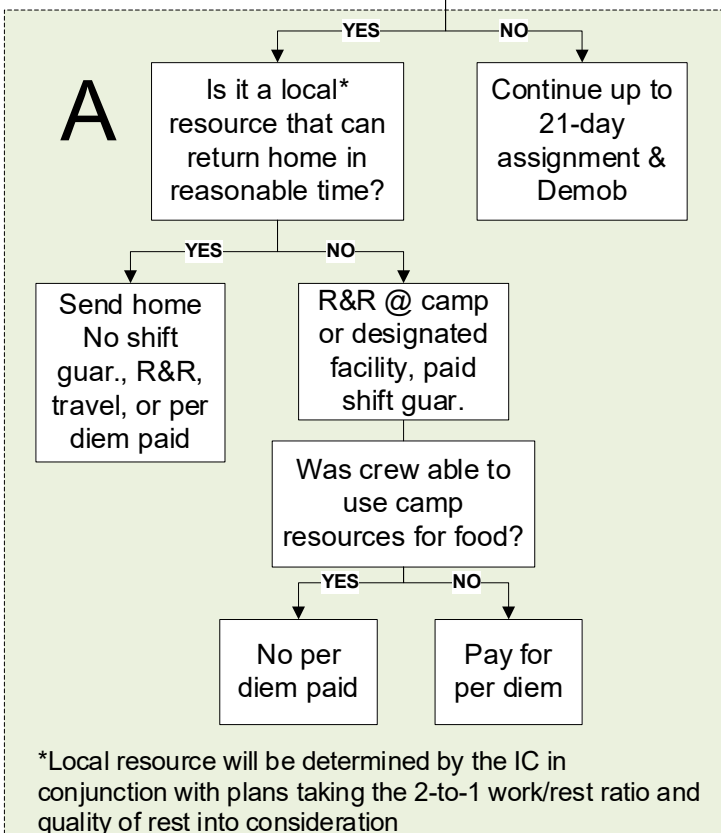 YES
NO
A
Is it a local*
resource that can
return home in
reasonable time?
Continue up to
21-day
assignment &
Demob
YES
NO
Send home
No shift
guar., R&R,
travel, or per
diem paid
R&R @ camp
or designated
facility, paid
shift guar.
Was crew able to
use camp
resources for food?
YES
NO
No per
diem paid
Pay for
per diem
*Local resource will be determined by the IC in
conjunction with plans taking the 2-to-1 work/rest ratio and
quality of rest into consideration